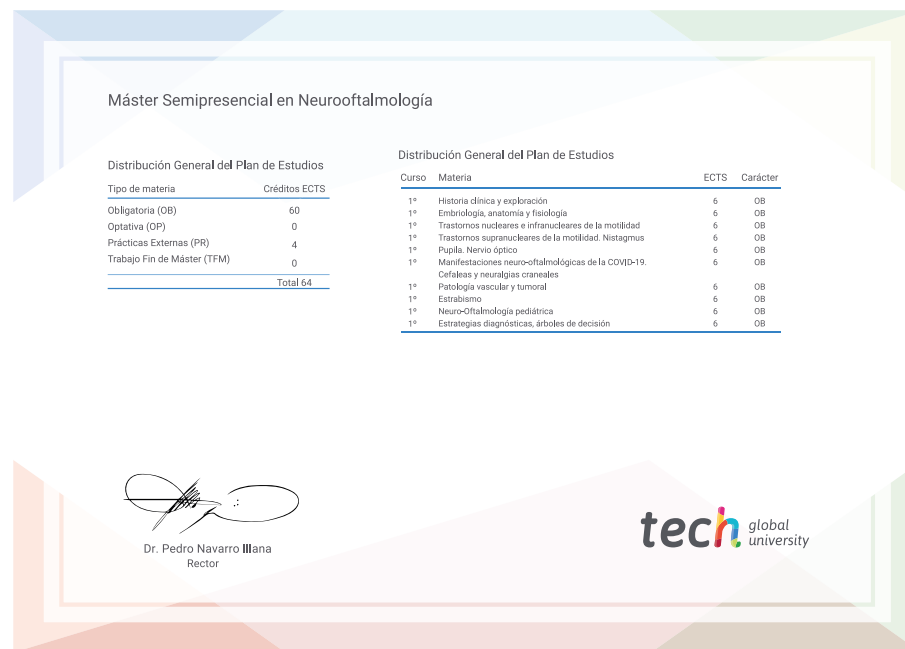 Máster Semipresencial en Neurooftalmología
Distribución General del Plan de Estudios
Tipo de materia Créditos ECTS
Obligatoria (OB) 60
Optativa (OP) 0
Prácticas Externas (PR) 4
Trabajo Fin de Máster (TFM) 0
Total 64
Distribución General del Plan de Estudios
Curso Materia ECTS Carácter
1º Historia clínica y exploración 6 OB
1º Embriología, anatomía y fisiología 6 OB
1º Trastornos nucleares e infranucleares de la motilidad 6 OB
1º Trastornos supranucleares de la motilidad. Nistagmus 6 OB
1º Pupila. Nervio óptico 6 OB
1º Manifestaciones neuro-oftalmológicas de la COVID-19. 6 OB
Cefaleas y neuralgias craneales
1º Patología vascular y tumoral 6 OB
1º Estrabismo 6 OB
1º Neuro-Oftalmología pediátrica 6 OB
1º Estrategias diagnósticas, árboles de decisión 6 OB
Dr. Pedro Navarro Illana
Rector
tech global
university